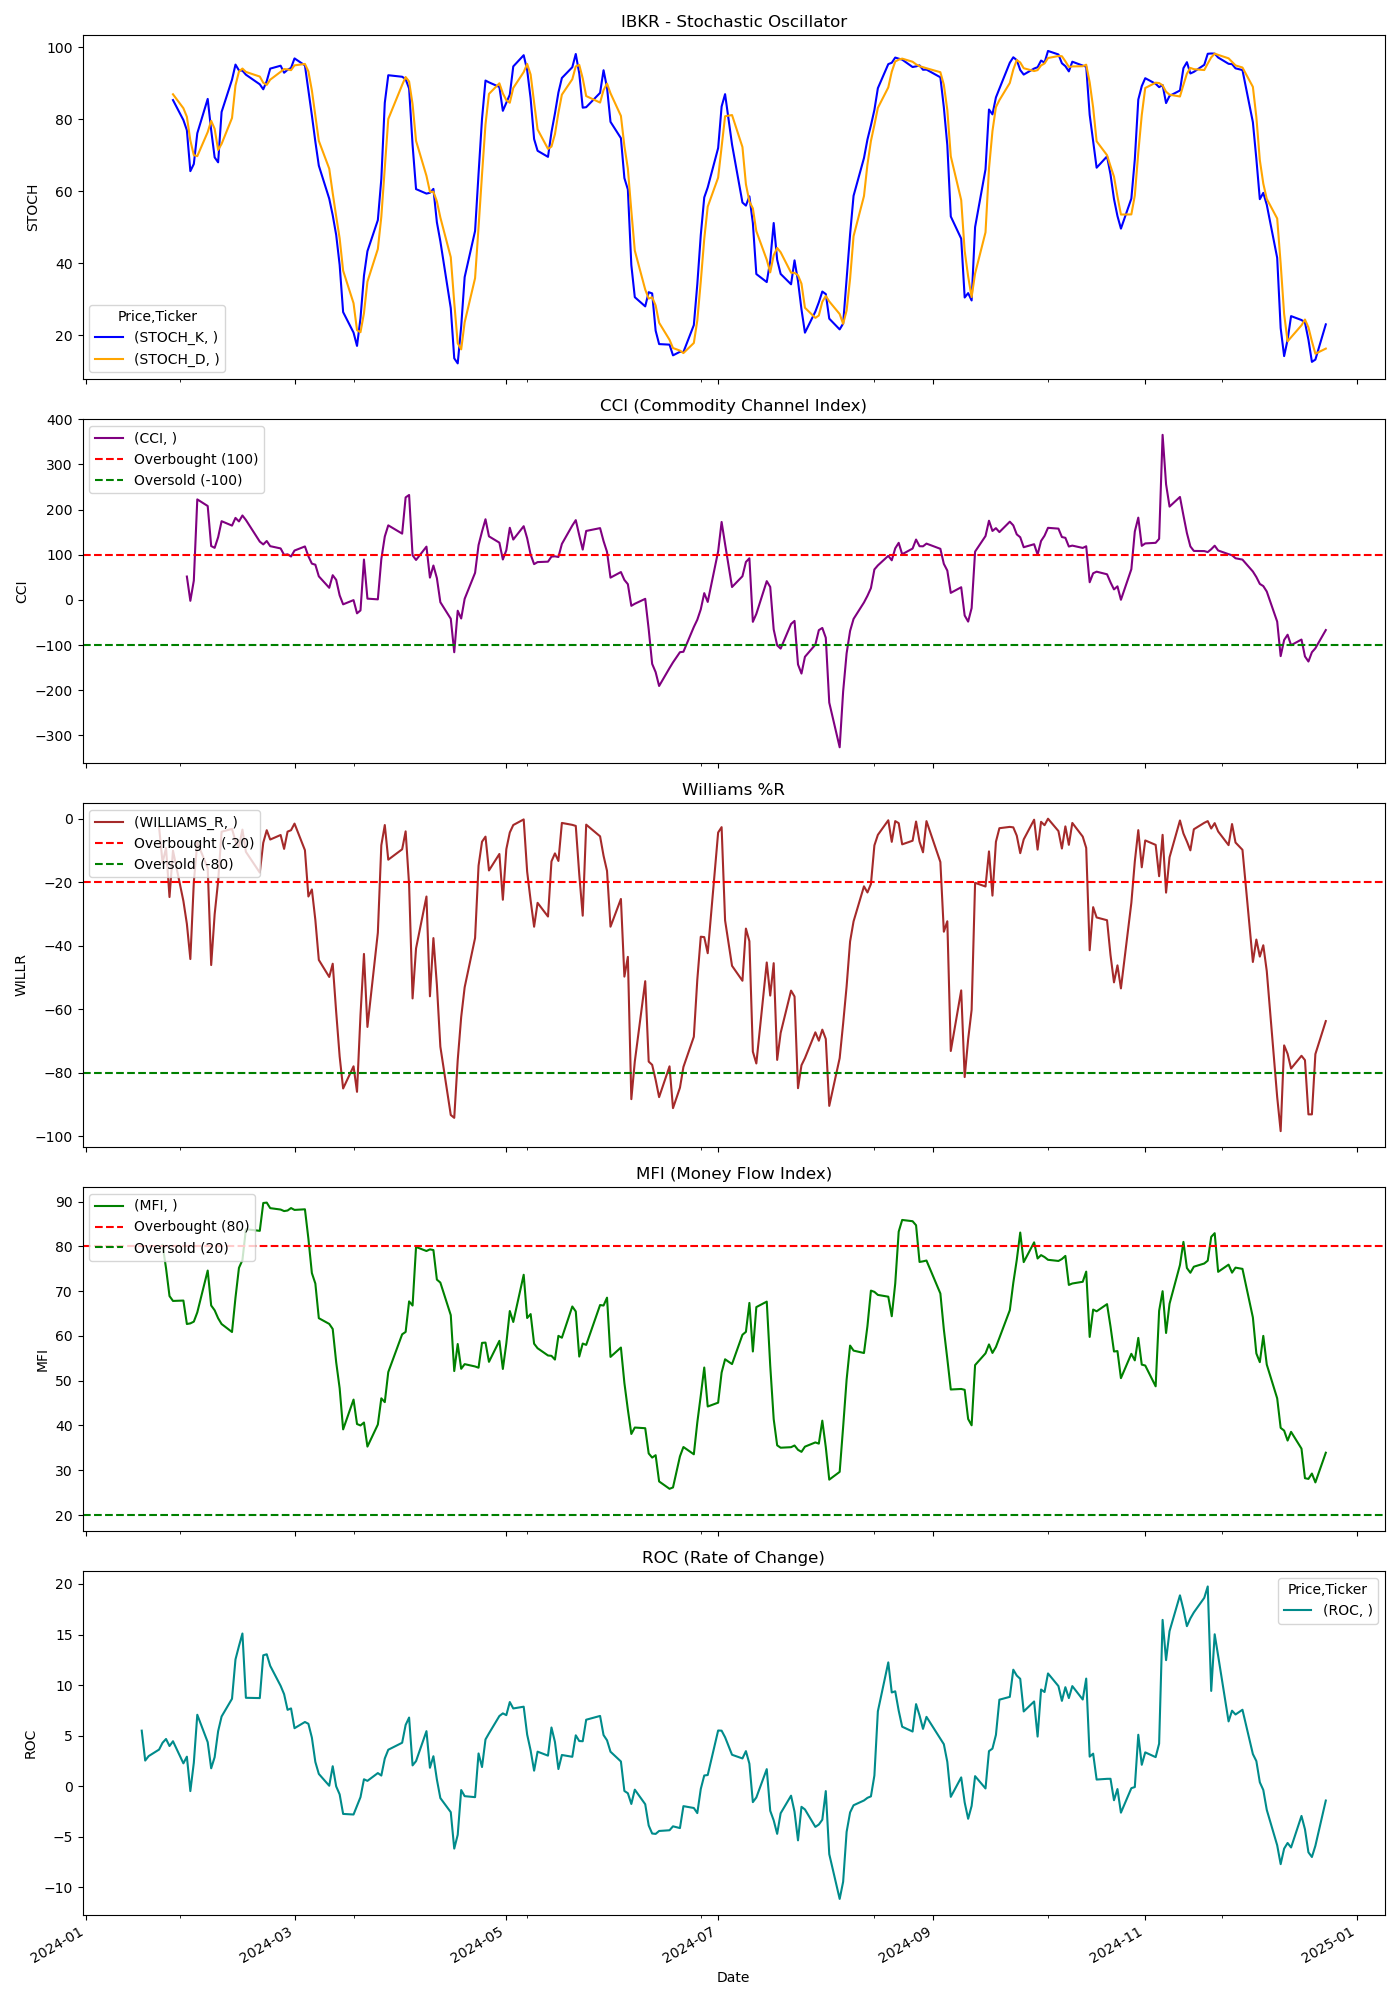 IBKR - Stochastic Oscillator
100
80
60
40
20
STOCH
Price,Ticker
(STOCH_K, )
(STOCH_D, )
CCI (Commodity Channel Index)
400
300
200
100
0
−100
−200
−300
CCI
(CCI, )
Overbought (100)
Oversold (-100)
Williams %R
0
−20
−40
−60
−80
−100
WILLR
(WILLIAMS_R, )
Overbought (-20)
Oversold (-80)
MFI (Money Flow Index)
90
80
70
60
50
40
30
20
MFI
(MFI, )
Overbought (80)
Oversold (20)
ROC (Rate of Change)
20
15
10
5
0
−5
−10
ROC
Price,Ticker
(ROC, )
2024-01
2024-03
2024-05
2024-07
2024-09
2024-11
2025-01
Date